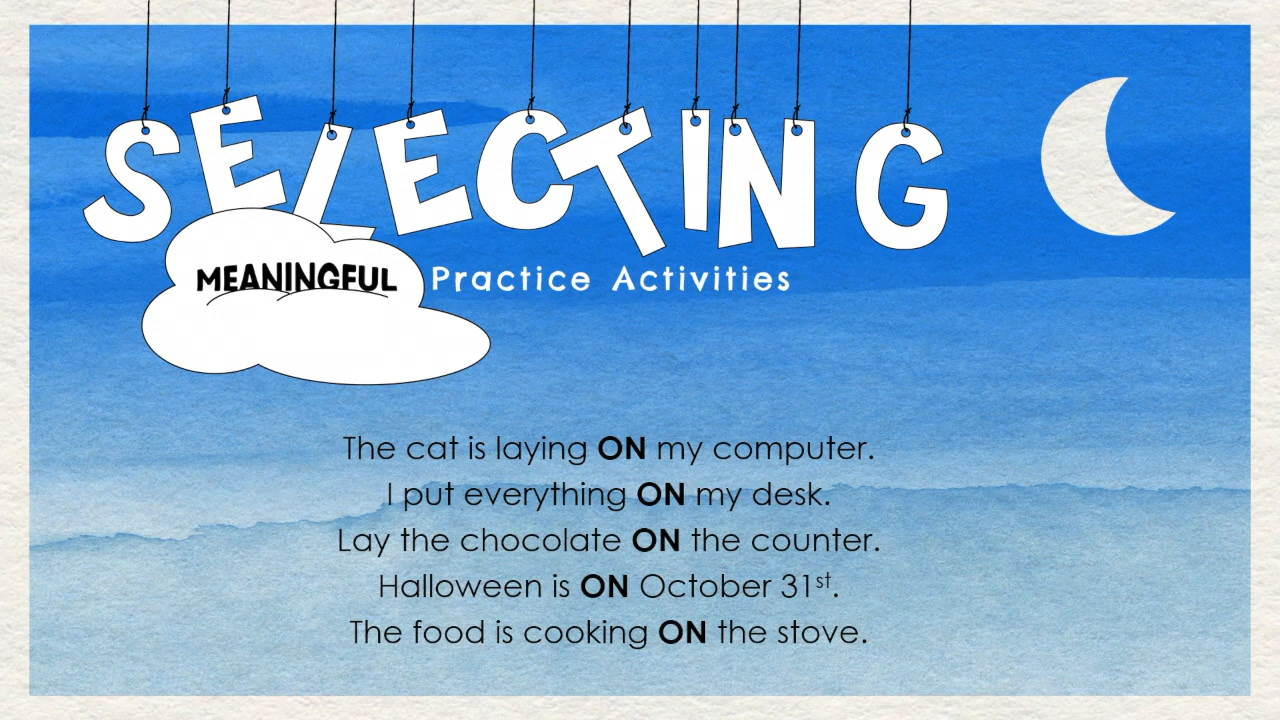 SELECTING
MEANINGFUL Practice Activities
The cat is laying ON my computer.
I put everything ON my desk.
Lay the chocolate ON the counter.
Halloween is ON October 31st.
The food is cooking ON the stove.